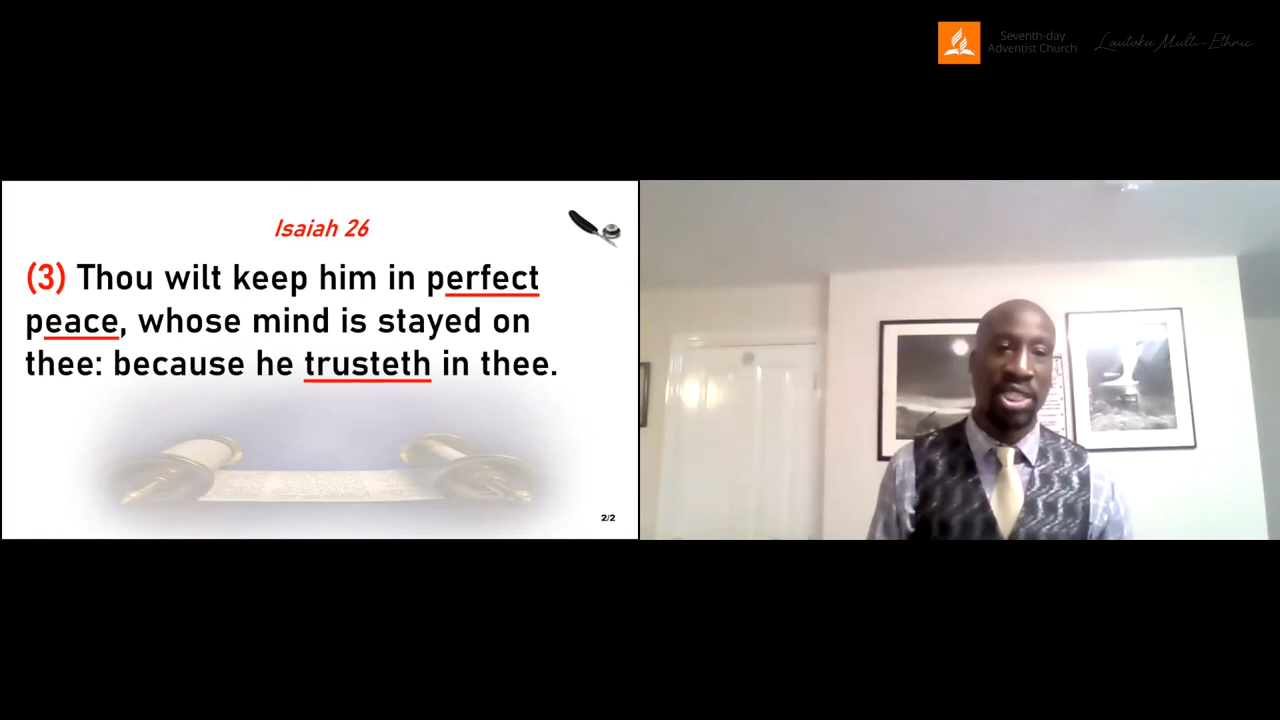 Seventh-day
Adventist Church
Lautoka Multi-Ethnic
Isaiah 26
(3) Thou wilt keep him in perfect
peace, whose mind is stayed on
thee: because he trusteth in thee.
2/2